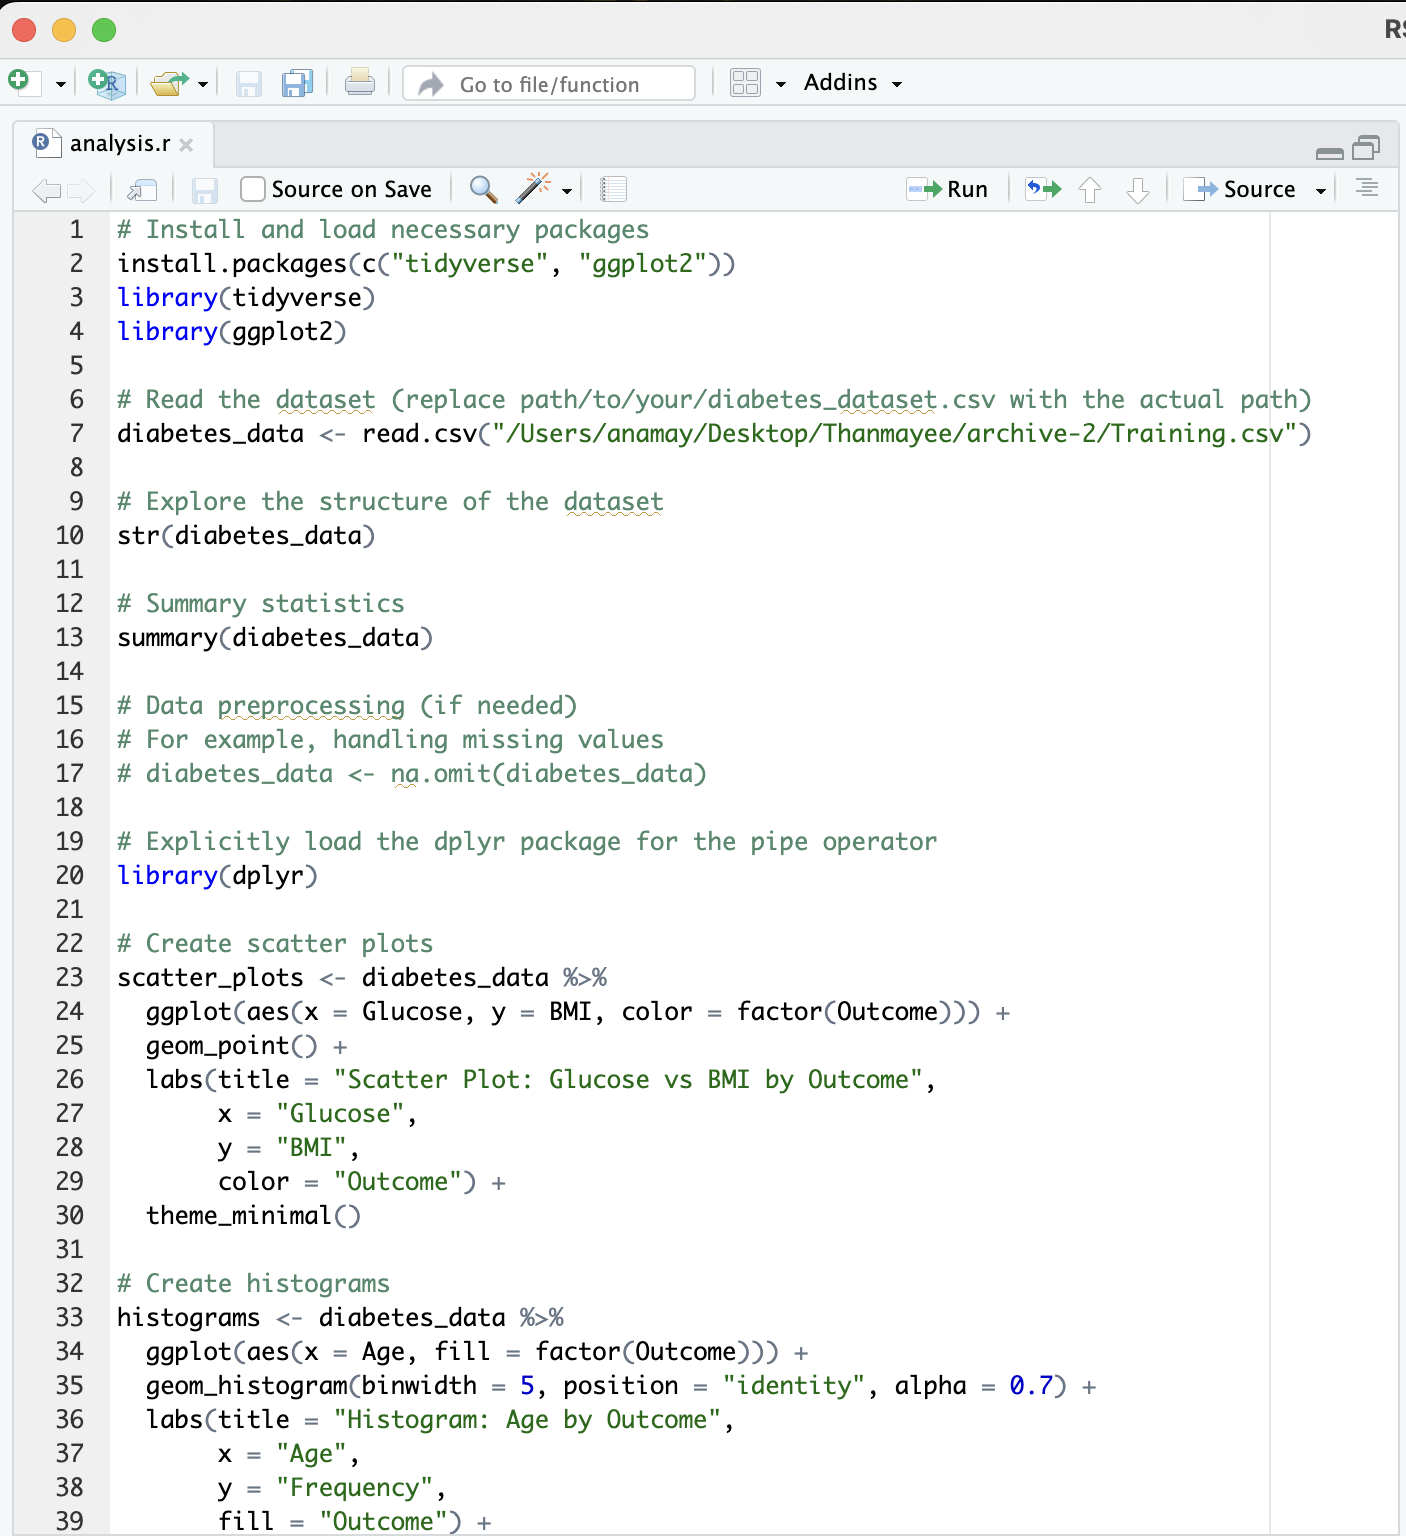 RS
Go to file/function
Addins
analysis.r
Source on Save
Run
Source
1 # Install and load necessary packages
2 install.packages(c("tidyverse", "ggplot2"))
3 library(tidyverse)
4 library(ggplot2)
5
6 # Read the dataset (replace path/to/your/diabetes_dataset.csv with the actual path)
7 diabetes_data <- read.csv("/Users/anamay/Desktop/Thanmayee/archive-2/Training.csv")
8
9 # Explore the structure of the dataset
10 str(diabetes_data)
11
12 # Summary statistics
13 summary(diabetes_data)
14
15 # Data preprocessing (if needed)
16 # For example, handling missing values
17 # diabetes_data <- na.omit(diabetes_data)
18
19 # Explicitly load the dplyr package for the pipe operator
20 library(dplyr)
21
22 # Create scatter plots
23 scatter_plots <- diabetes_data %>%
24   ggplot(aes(x = Glucose, y = BMI, color = factor(Outcome))) +
25   geom_point() +
26   labs(title = "Scatter Plot: Glucose vs BMI by Outcome",
27        x = "Glucose",
28        y = "BMI",
29        color = "Outcome") +
30   theme_minimal()
31
32 # Create histograms
33 histograms <- diabetes_data %>%
34   ggplot(aes(x = Age, fill = factor(Outcome))) +
35   geom_histogram(binwidth = 5, position = "identity", alpha = 0.7) +
36   labs(title = "Histogram: Age by Outcome",
37        x = "Age",
38        y = "Frequency",
39        fill = "Outcome") +